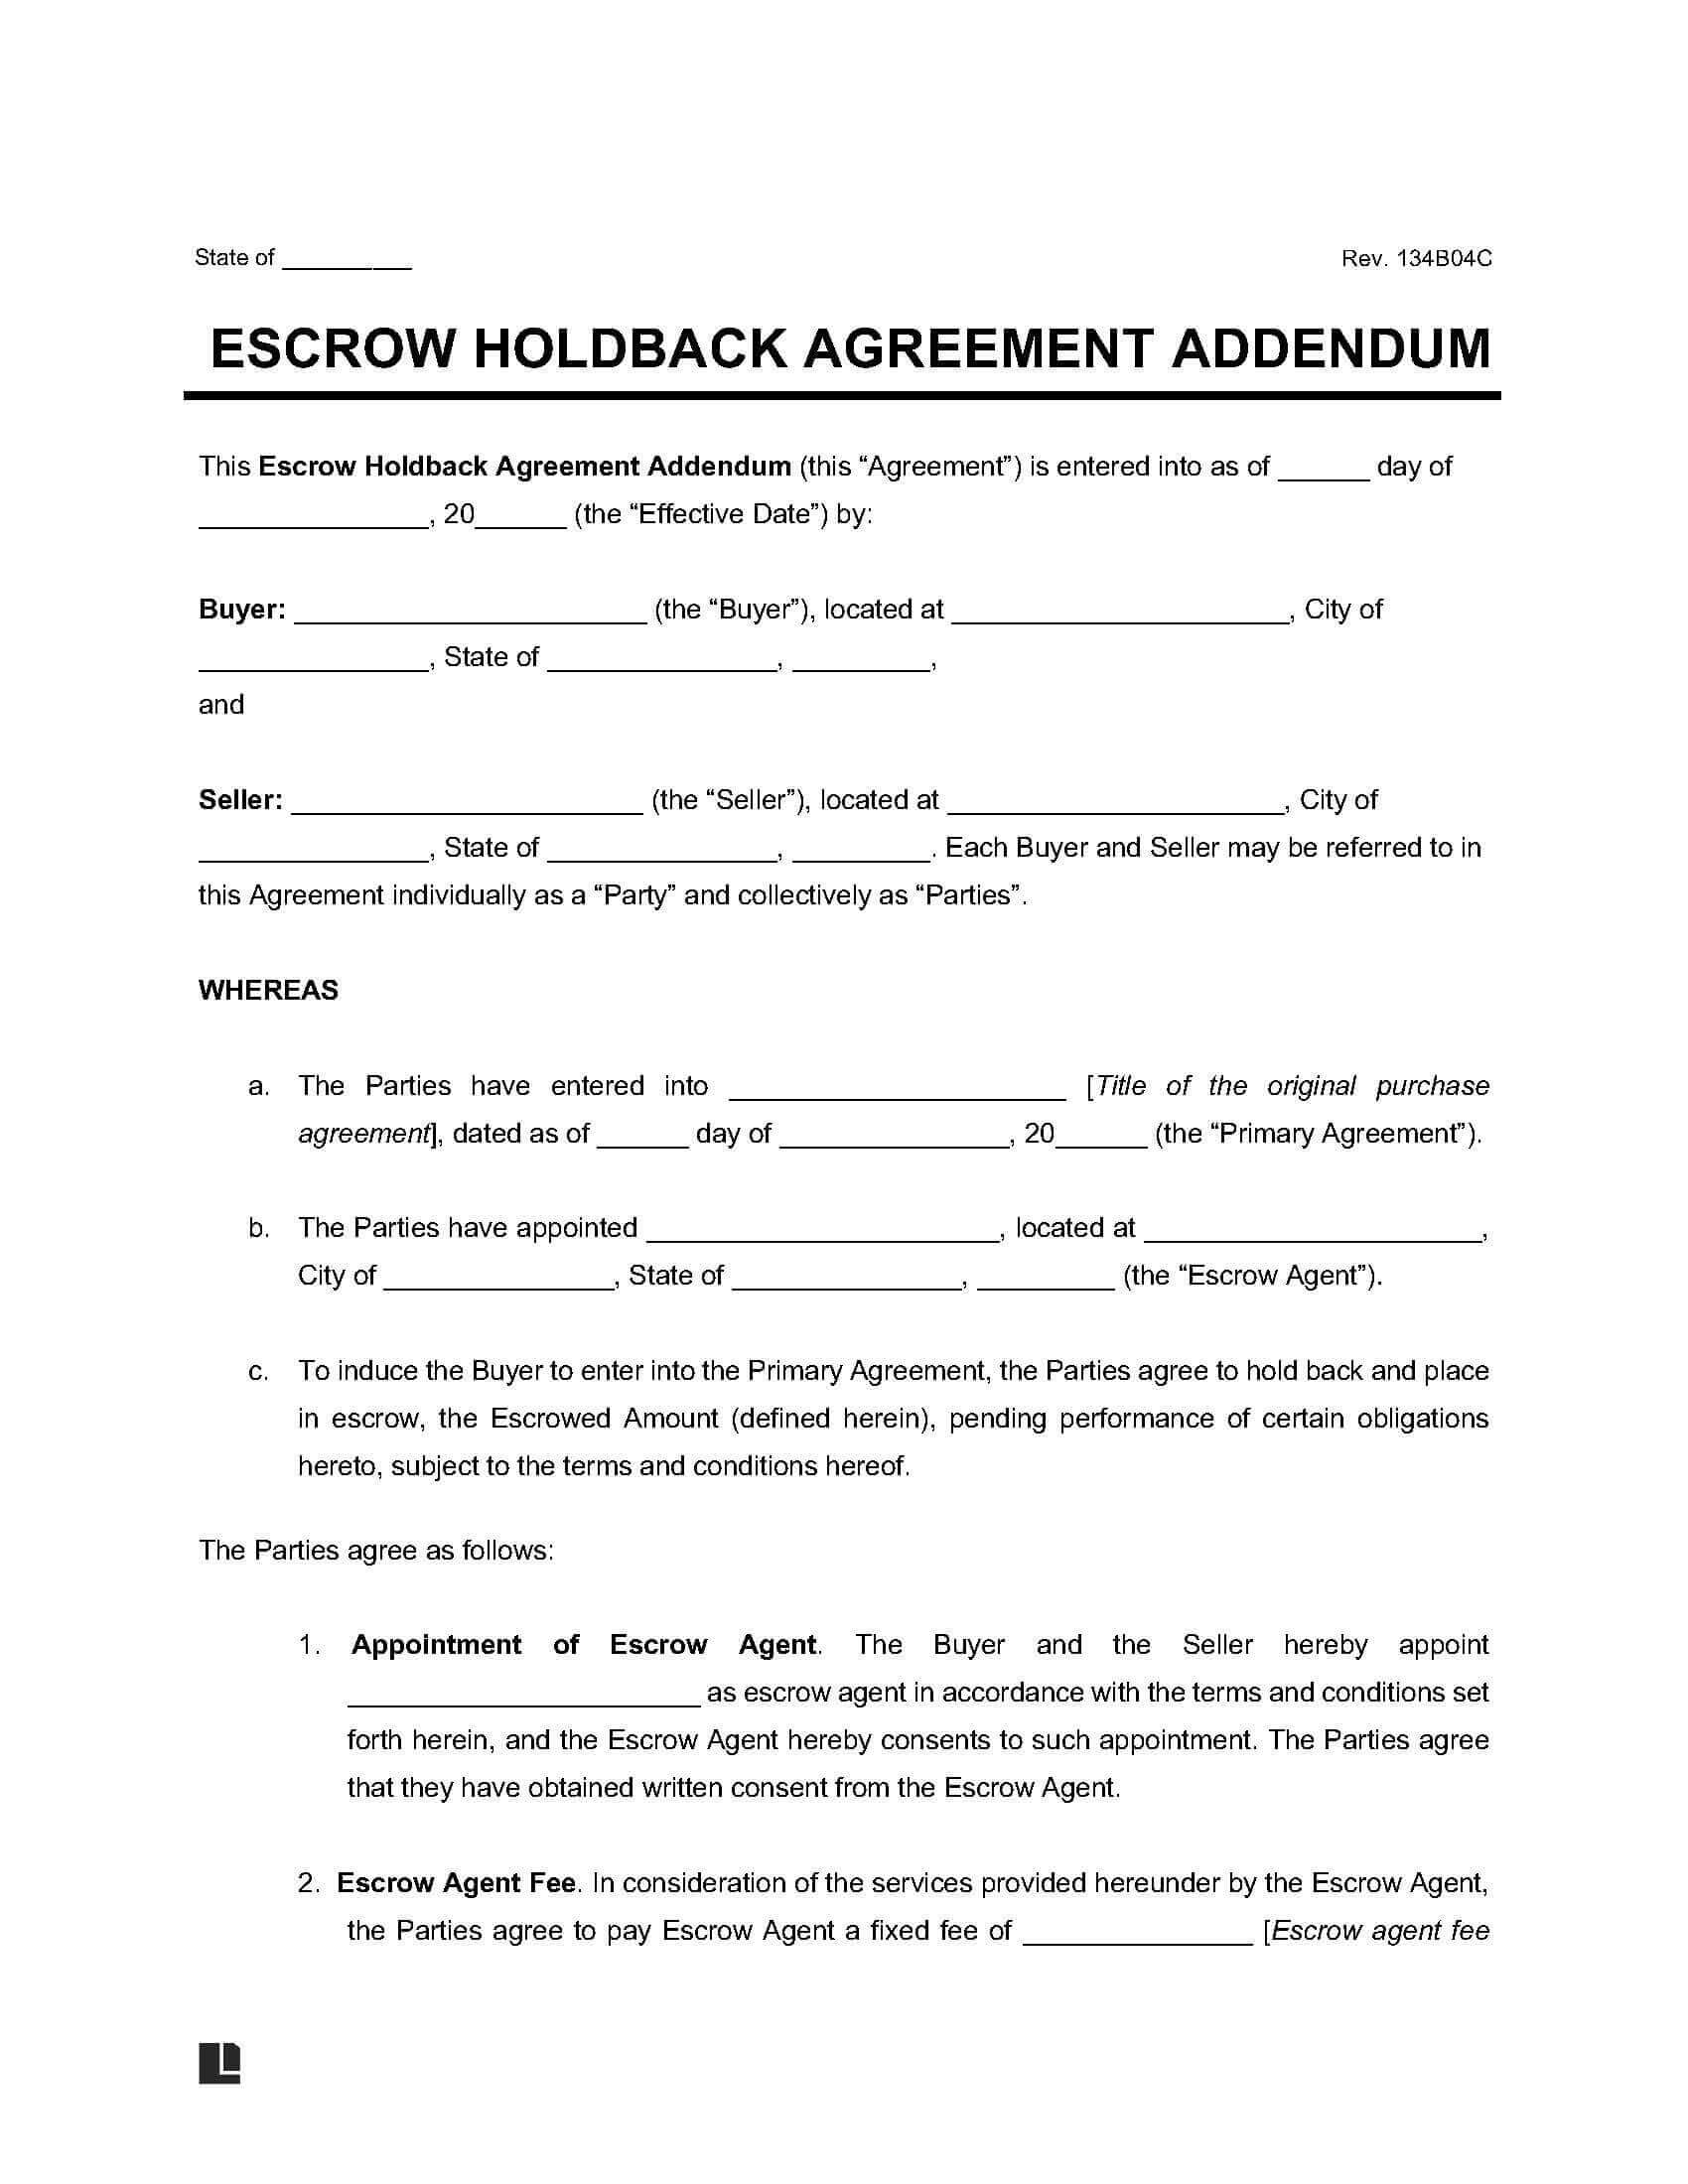 State of __________ Rev. 134B04C
ESCROW HOLDBACK AGREEMENT ADDENDUM
This Escrow Holdback Agreement Addendum (this “Agreement”) is entered into as of ______ day of
_______________, 20______ (the “Effective Date”) by:
Buyer: _______________________ (the “Buyer”), located at ______________________, City of
_______________, State of _______________, _________,
and
Seller: _______________________ (the “Seller”), located at ______________________, City of
_______________, State of _______________, _________. Each Buyer and Seller may be referred to in
this Agreement individually as a “Party” and collectively as “Parties”.
WHEREAS
a. The Parties have entered into ______________________ [Title of the original purchase
agreement], dated as of ______ day of _______________, 20______ (the “Primary Agreement”).
b. The Parties have appointed _______________________, located at ______________________,
City of _______________, State of _______________, _________ (the “Escrow Agent”).
c. To induce the Buyer to enter into the Primary Agreement, the Parties agree to hold back and place
in escrow, the Escrowed Amount (defined herein), pending performance of certain obligations
hereto, subject to the terms and conditions hereof.
The Parties agree as follows:
1. Appointment of Escrow Agent. The Buyer and the Seller hereby appoint
_______________________ as escrow agent in accordance with the terms and conditions set
forth herein, and the Escrow Agent hereby consents to such appointment. The Parties agree
that they have obtained written consent from the Escrow Agent.
2. Escrow Agent Fee. In consideration of the services provided hereunder by the Escrow Agent,
the Parties agree to pay Escrow Agent a fixed fee of _______________ [Escrow agent fee